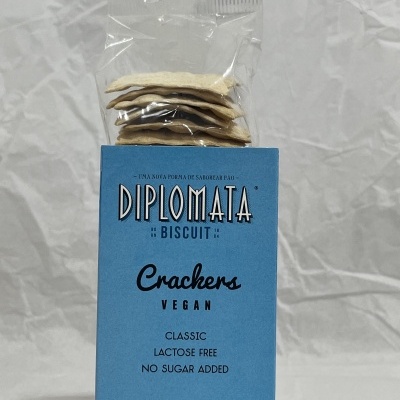 UMA NOVA FORMA DE SABOREAR PÃO
DIPLOMATA
BISCUIT
Crackers
VEGAN
CLASSIC
LACTOSE FREE
NO SUGAR ADDED